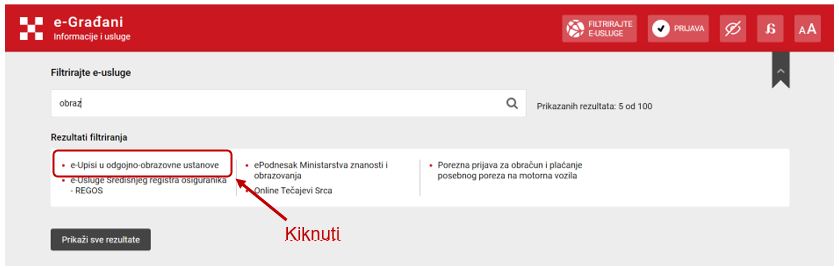 e-Građani
Informacije i usluge
FILTRIRAJTE
E-USLUGE
PRIJAVA
AA
Filtrirajte e-usluge
obraz
Prikazanih rezultata: 5 od 100
Rezultati filtriranja
e-Upisi u odgojno-obrazovne ustanove
e-Usluge Središnjeg registra osiguranika
- REGOS
ePodnesak Ministarstva znanosti i
obrazovanja
Online Tečajevi Srca
Porezna prijava za obračun i plaćanje
posebnog poreza na motorna vozila
Kiknuti
Prikaži sve rezultate